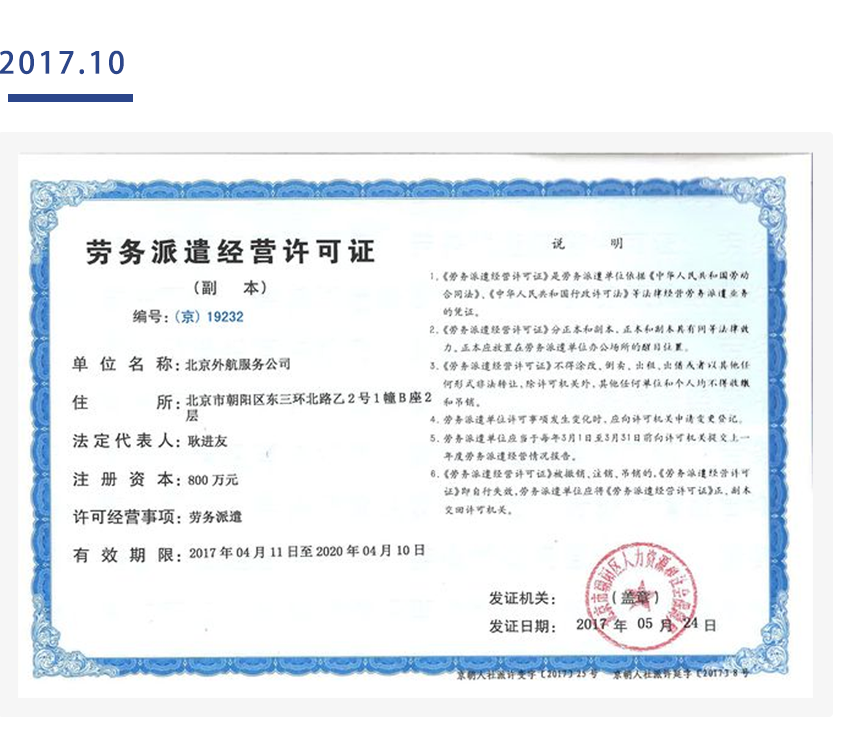 2017.10
劳务派遣经营许可证
(副 本)
编号:(京) 19232
单位名称:北京外航服务公司
住 所:北京市朝阳区东三环北路乙2号1幢B座2
层
法定代表人:耿进友
注册资本:800万元
许可经营事项:劳务派遣
有效期限:2017年04月11日至2020年04月10日
说 明
1.《劳务派遣经营许可证》是劳务派遣单位依据《中华人民共和国劳动
合同法》、《中华人民共和国行政许可法》等法律经营劳务派遣业务
的凭证。
2.《劳务派遣经营许可证》分正本和副本,正本和副本具有同等法律效
力。正本应放置在劳务派遣单位办公场所的醒目位置。
3.《劳务派遣经营许可证》不得涂改、倒卖、出租、出借或者以其他任
何形式非法转让,除许可机关外,其他任何单位和个人均不得收缴
和吊销。
4.劳务派遣单位许可事项发生变化时,应向许可机关申请变更登记。
5.劳务派遣单位应当于每年3月1日至3月31日前向许可机关提交上一
年度劳务派遣经营情况报告。
6.《劳务派遣经营许可证》被撤销、注销、吊销的,《劳务派遣经营许可
证》即自行失效,劳务派遣单位应将《劳务派遣经营许可证》正、副本
交回许可机关。
发证机关: (盖章)
发证日期: 2017年05月24日
北京市朝阳区人力资源和社会保障局
京朝人社派许变字〔2017〕25号 京朝人社派许延字〔2017〕8号